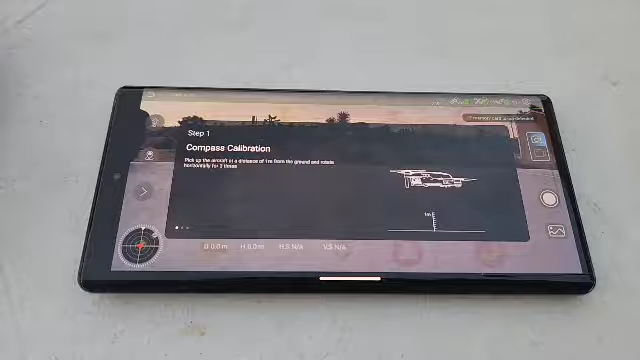 Step 1
Compass Calibration
Pick up the aircraft at a distance of 1m from the ground and rotate
horizontally for 3 times
1m
D 0.0 m H 0.0 m H.S N/A V.S N/A